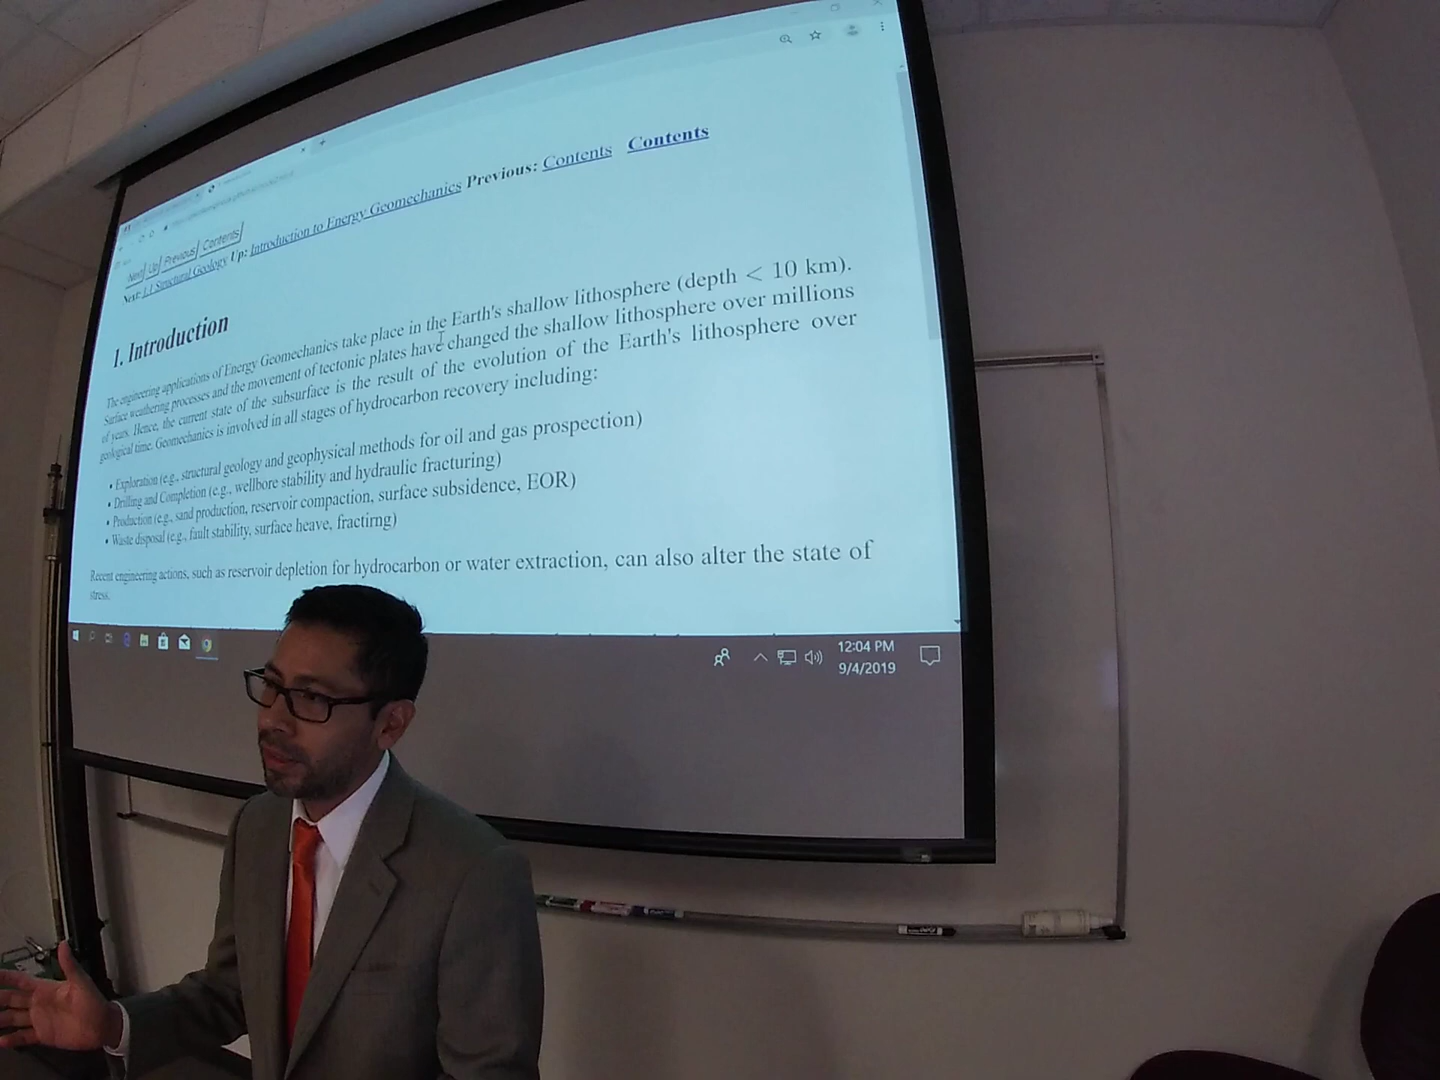 Next Up Previous Contents
Next: 1.1 Structural Geology Up: Introduction to Energy Geomechanics Previous: Contents Contents
1. Introduction
The engineering applications of Energy Geomechanics take place in the Earth's shallow lithosphere (depth < 10 km).
Surface weathering processes and the movement of tectonic plates have changed the shallow lithosphere over millions
of years. Hence, the current state of the subsurface is the result of the evolution of the Earth's lithosphere over
geological time. Geomechanics is involved in all stages of hydrocarbon recovery including:
• Exploration (e.g., structural geology and geophysical methods for oil and gas prospection)
• Drilling and Completion (e.g., wellbore stability and hydraulic fracturing)
• Production (e.g., sand production, reservoir compaction, surface subsidence, EOR)
• Waste disposal (e.g., fault stability, surface heave, fractirng)
Recent engineering actions, such as reservoir depletion for hydrocarbon or water extraction, can also alter the state of
stress.
12:04 PM
9/4/2019